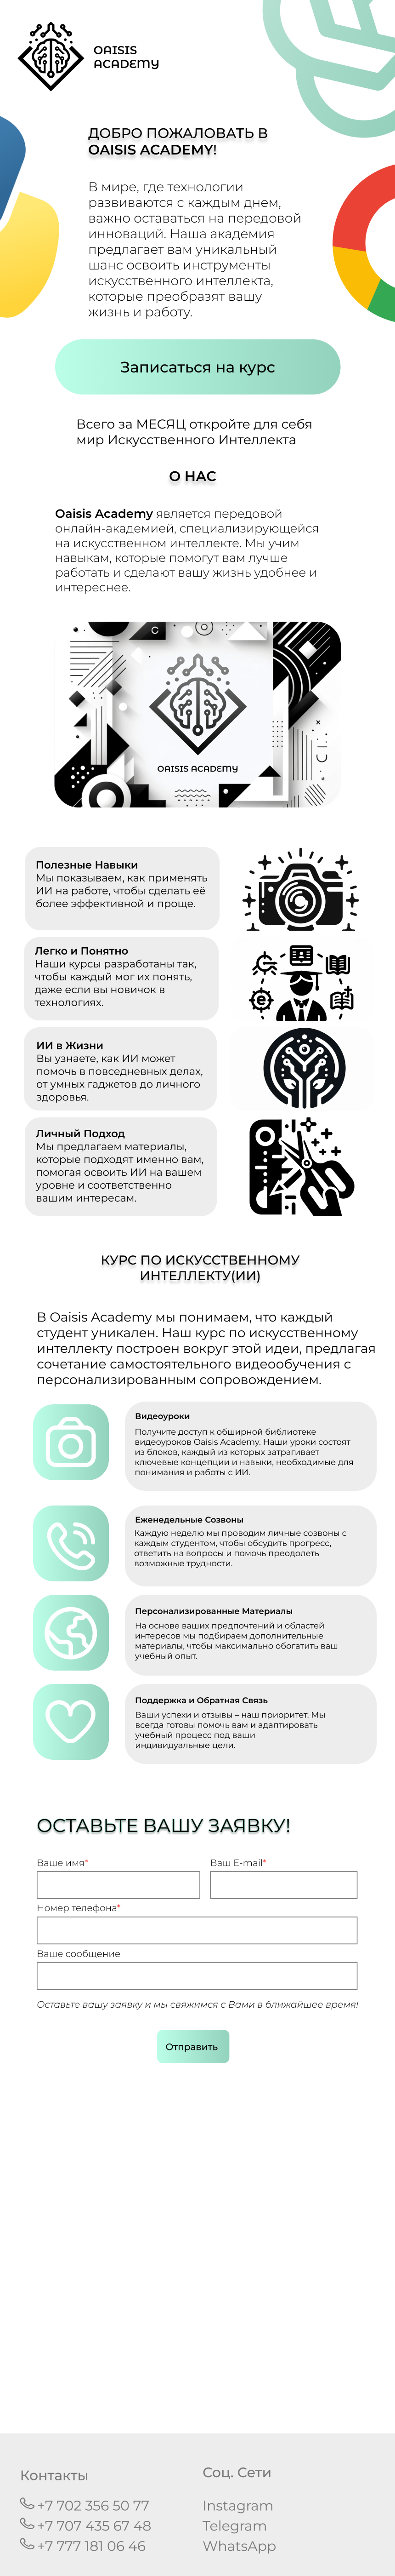 OAISIS
ACADEMY
ДОБРО ПОЖАЛОВАТЬ В
OAISIS ACADEMY!
В мире, где технологии
развиваются с каждым днем,
важно оставаться на передовой
инноваций. Наша академия
предлагает вам уникальный
шанс освоить инструменты
искусственного интеллекта,
которые преобразят вашу
жизнь и работу.
Записаться на курс
Всего за МЕСЯЦ откройте для себя
мир Искусственного Интеллекта
О НАС
Oaisis Academy является передовой
онлайн-академией, специализирующейся
на искусственном интеллекте. Мы учим
навыкам, которые помогут вам лучше
работать и сделают вашу жизнь удобнее и
интереснее.
OAISIS ACADEMY
Полезные Навыки
Мы показываем, как применять
ИИ на работе, чтобы сделать её
более эффективной и проще.
Легко и Понятно
Наши курсы разработаны так,
чтобы каждый мог их понять,
даже если вы новичок в
технологиях.
ИИ в Жизни
Вы узнаете, как ИИ может
помочь в повседневных делах,
от умных гаджетов до личного
здоровья.
Личный Подход
Мы предлагаем материалы,
которые подходят именно вам,
помогая освоить ИИ на вашем
уровне и соответственно
вашим интересам.
КУРС ПО ИСКУССТВЕННОМУ
ИНТЕЛЛЕКТУ(ИИ)
В Oaisis Academy мы понимаем, что каждый
студент уникален. Наш курс по искусственному
интеллекту построен вокруг этой идеи, предлагая
сочетание самостоятельного видеообучения с
персонализированным сопровождением.
Видеоуроки
Получите доступ к обширной библиотеке
видеоуроков Oaisis Academy. Наши уроки состоят
из блоков, каждый из которых затрагивает
ключевые концепции и навыки, необходимые для
понимания и работы с ИИ.
Еженедельные Созвоны
Каждую неделю мы проводим личные созвоны с
каждым студентом, чтобы обсудить прогресс,
ответить на вопросы и помочь преодолеть
возможные трудности.
Персонализированные Материалы
На основе ваших предпочтений и областей
интересов мы подбираем дополнительные
материалы, чтобы максимально обогатить ваш
учебный опыт.
Поддержка и Обратная Связь
Ваши успехи и отзывы – наш приоритет. Мы
всегда готовы помочь вам и адаптировать
учебный процесс под ваши
индивидуальные цели.
ОСТАВЬТЕ ВАШУ ЗАЯВКУ!
Ваше имя*
Ваш E-mail*
Номер телефона*
Ваше сообщение
Оставьте вашу заявку и мы свяжимся с Вами в ближайшее время!
Отправить
Контакты
+7 702 356 50 77
+7 707 435 67 48
+7 777 181 06 46
Соц. Сети
Instagram
Telegram
WhatsApp